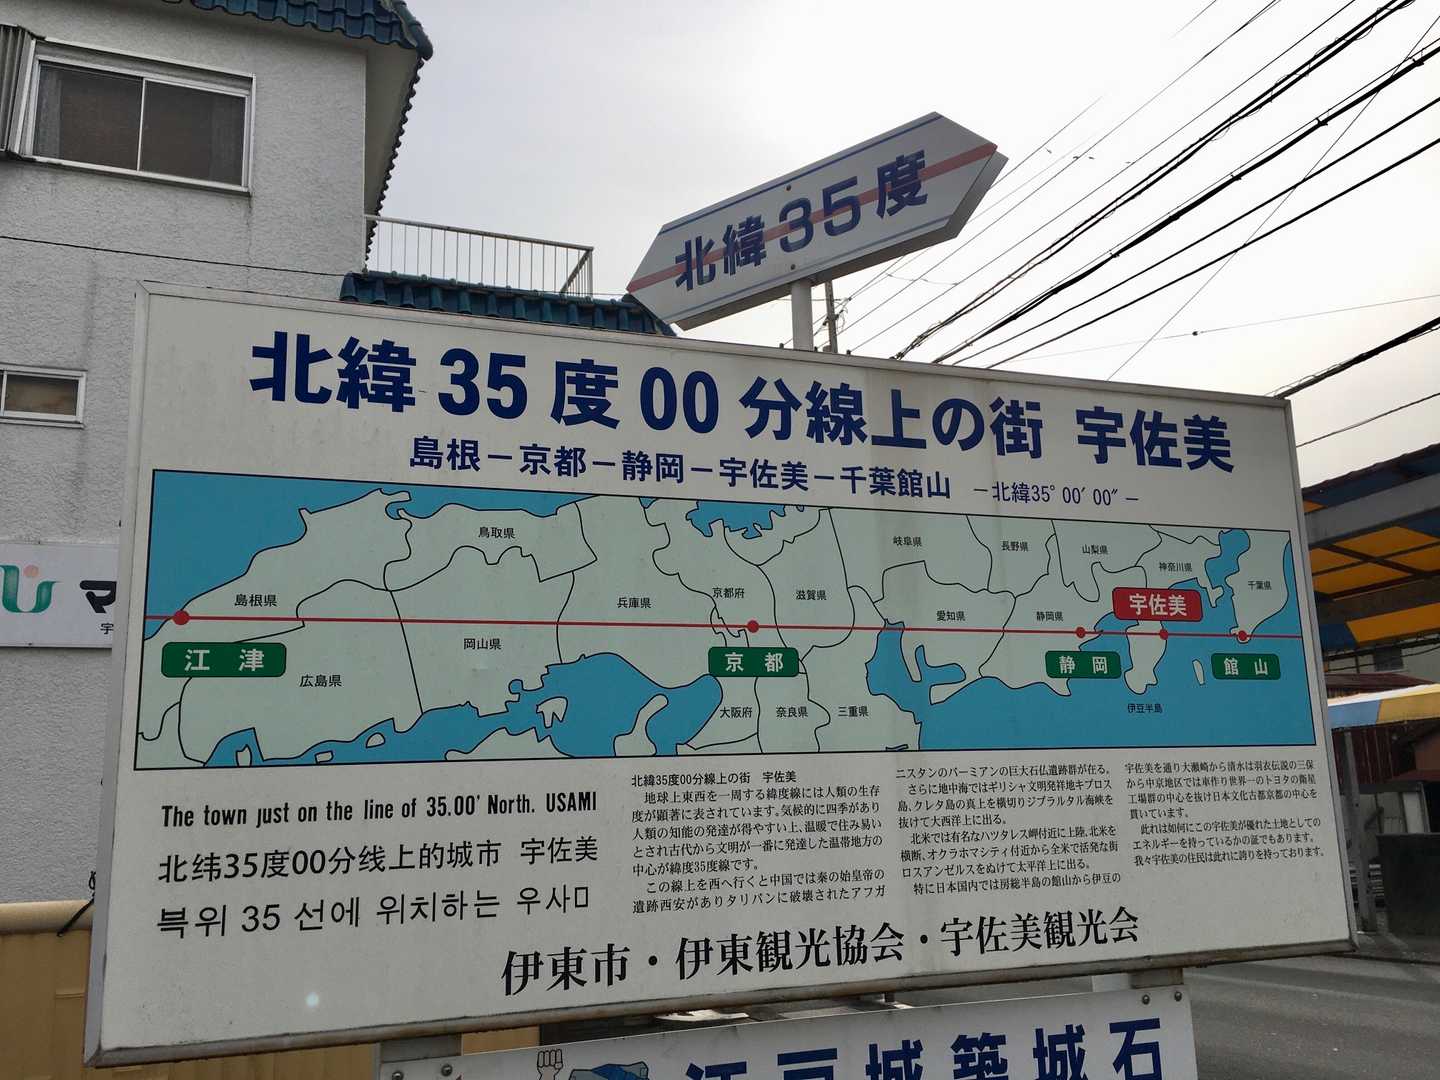 北緯35度
北緯35度00分線上の街 宇佐美
島根－京都－静岡－宇佐美－千葉館山 －北緯35°00′00″－
鳥取県
岐阜県
長野県
山梨県
神奈川県
千葉県
島根県
兵庫県
京都府
滋賀県
愛知県
静岡県
宇佐美
岡山県
江津
京都
静岡
館山
広島県
大阪府
奈良県
三重県
伊豆半島
The town just on the line of 35.00' North. USAMI
北纬35度00分线上的城市 宇佐美
북위 35 선에 위치하는 우사미
北緯35度00分線上の街 宇佐美
地球上東西を一周する緯度線には人類の生存
度が顕著に表されています。気候的に四季があり
人類の知能の発達が得やすい上、温暖で住み易い
とされ古代から文明が一番に発達した温帯地方の
中心が緯度35度線です。
この線上を西へ行くと中国では秦の始皇帝の
遺跡西安がありタリバンに破壊されたアフガ
ニスタンのバーミアンの巨大石仏遺跡群が在る。
さらに地中海ではギリシャ文明発祥地キプロス
島、クレタ島の真上を横切りジブラルタル海峡を
抜けて大西洋上に出る。
北米では有名なハツタレス岬付近に上陸、北米を
横断、オクラホマシティ付近から全米で活発な街
ロスアンゼルスをぬけて太平洋上に出る。
特に日本国内では房総半島の館山から伊豆の
宇佐美を通り大瀬崎から清水は羽衣伝説の三保
から中京地区では車作り世界一のトヨタの衛星
工場群の中心を抜け日本文化古都京都の中心を
貫いています。
此れは如何にこの宇佐美が優れた土地としての
エネルギーを持っているかの証でもあります。
我々宇佐美の住民は此れに誇りを持っております。
伊東市・伊東観光協会・宇佐美観光会
江戸城築城石
マ
宇